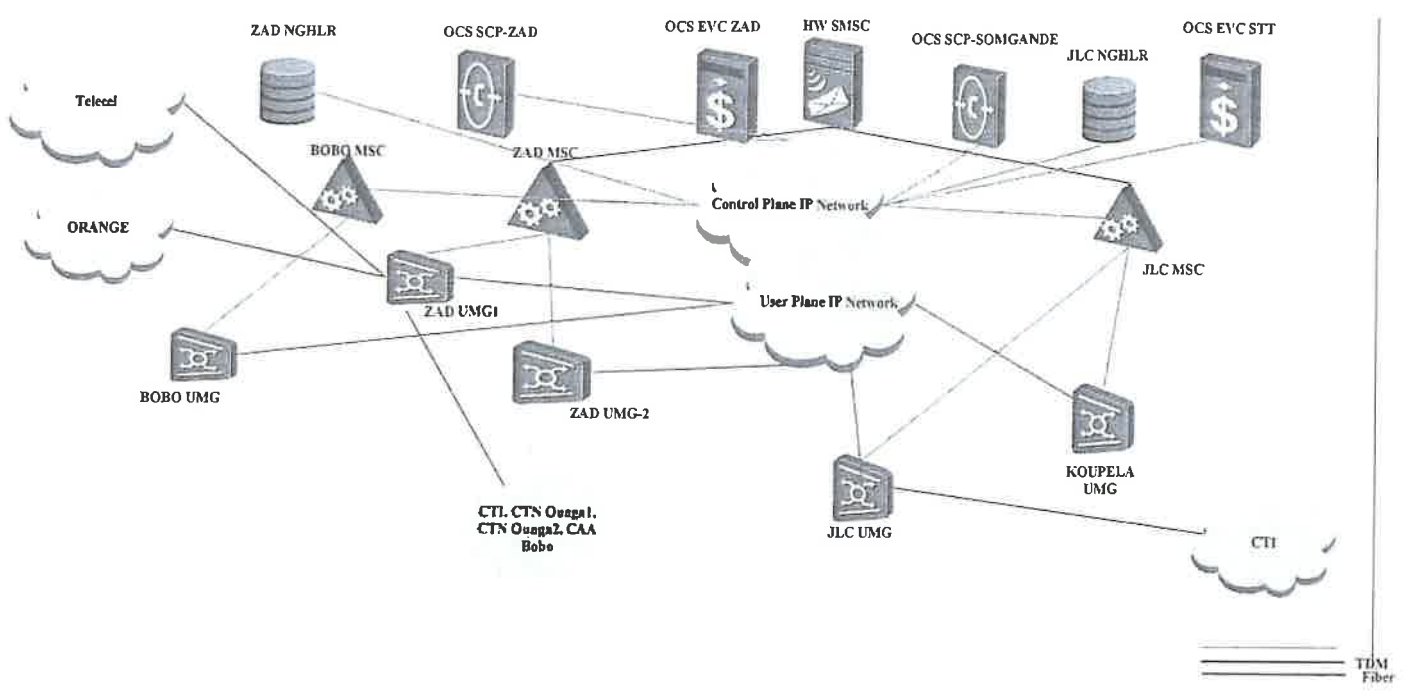 ZAD NGHLR
OCS SCP-ZAD
OCS EVC ZAD
HW SMSC
OCS SCP-SOMGANDE
JLC NGHLR
OCS EVC STT
Telecel
BOBO MSC
ZAD MSC
Control Plane IP Network
ORANGE
JLC MSC
User Plane IP Network
ZAD UMG1
BOBO UMG
ZAD UMG-2
KOUPELA
UMG
CTI, CTN Ouaga1,
CTN Ouaga2, CAA
Bobo
JLC UMG
CTI
TDM
Fiber